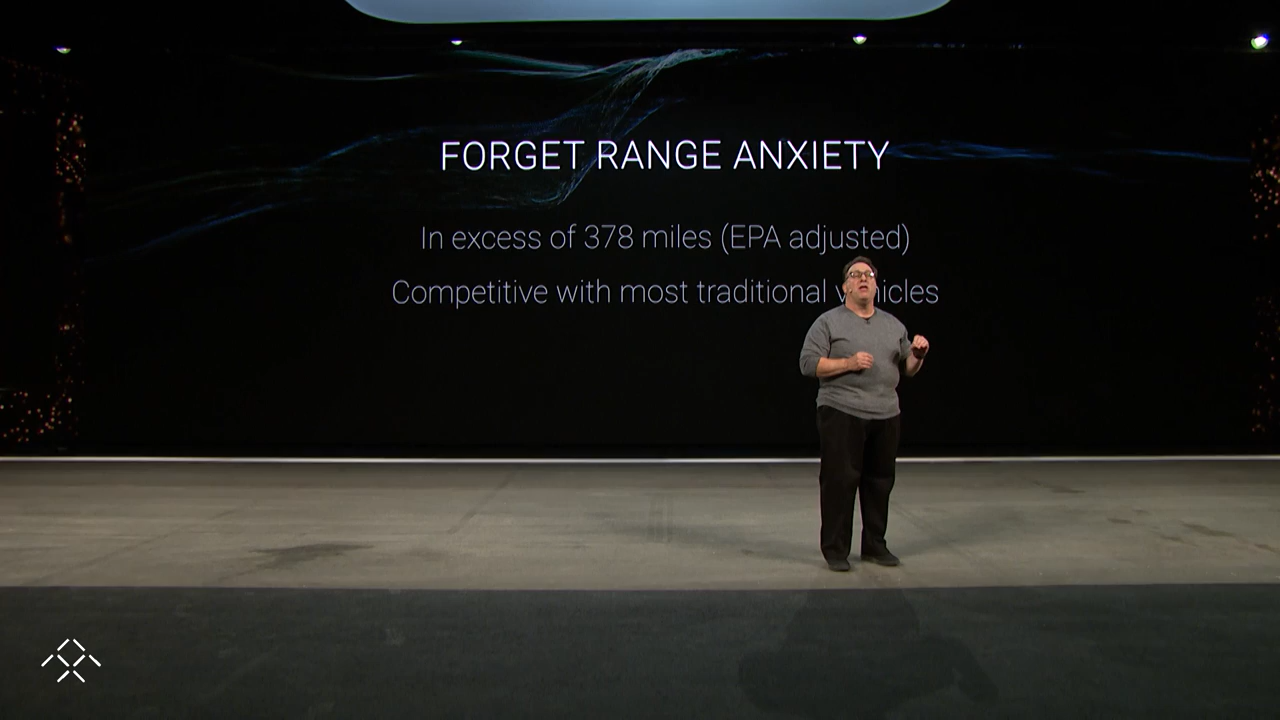 FORGET RANGE ANXIETY
In excess of 378 miles (EPA adjusted)
Competitive with most traditional vehicles